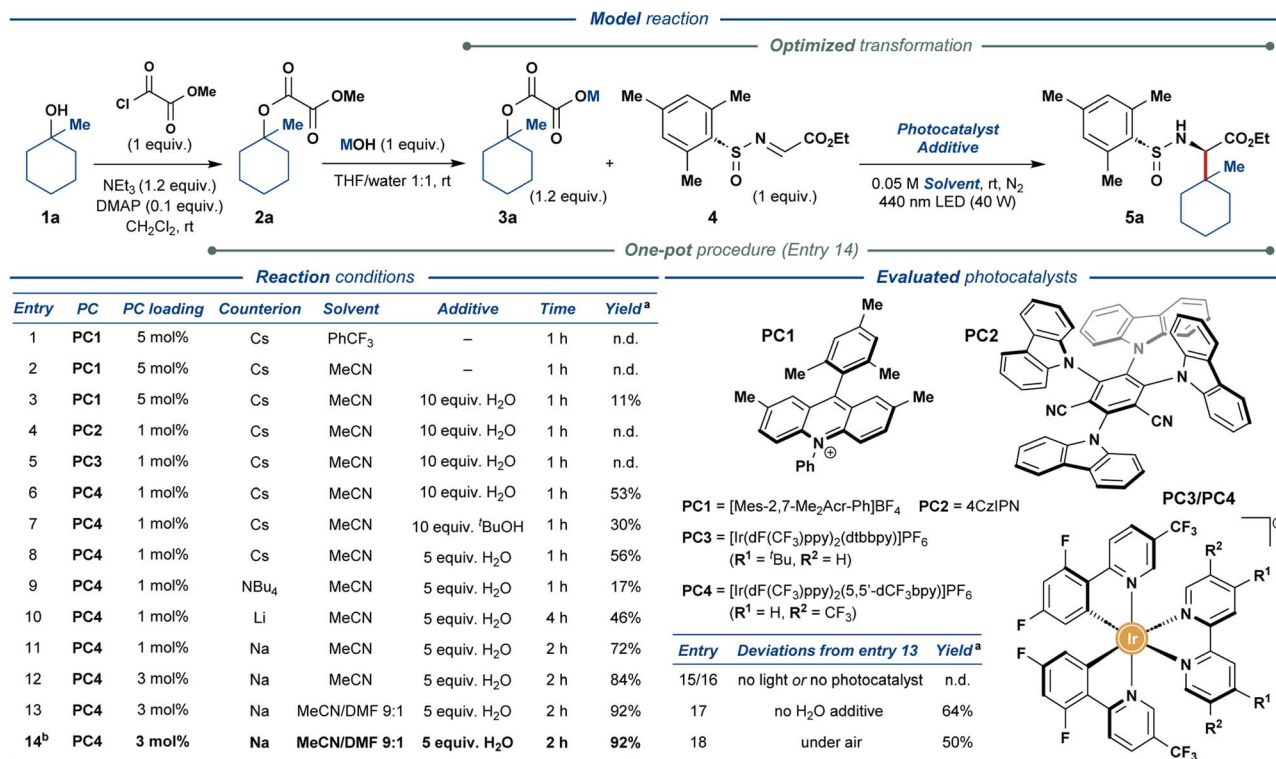 Model reaction
Optimized transformation
OH
Me
1a
O
Cl
OMe
O
(1 equiv.)
NEt₃ (1.2 equiv.)
DMAP (0.1 equiv.)
CH₂Cl₂, rt
O
O
OMe
Me
O
2a
MOH (1 equiv.)
THF/water 1:1, rt
O
O
OM
Me
O
(1.2 equiv.)
3a
+
Me
Me
N
CO₂Et
S
O
Me
4
(1 equiv.)
Photocatalyst
Additive
0.05 M Solvent, rt, N₂
440 nm LED (40 W)
Me
Me
H
N
CO₂Et
S
O
Me
Me
5a
One-pot procedure (Entry 14)
Reaction conditions
Entry PC PC loading Counterion Solvent Additive Time Yield ᵃ
1 PC1 5 mol% Cs PhCF₃ – 1 h n.d.
2 PC1 5 mol% Cs MeCN – 1 h n.d.
3 PC1 5 mol% Cs MeCN 10 equiv. H₂O 1 h 11%
4 PC2 1 mol% Cs MeCN 10 equiv. H₂O 1 h n.d.
5 PC3 1 mol% Cs MeCN 10 equiv. H₂O 1 h n.d.
6 PC4 1 mol% Cs MeCN 10 equiv. H₂O 1 h 53%
7 PC4 1 mol% Cs MeCN 10 equiv. ᵗBuOH 1 h 30%
8 PC4 1 mol% Cs MeCN 5 equiv. H₂O 1 h 56%
9 PC4 1 mol% NBu₄ MeCN 5 equiv. H₂O 1 h 17%
10 PC4 1 mol% Li MeCN 5 equiv. H₂O 4 h 46%
11 PC4 1 mol% Na MeCN 5 equiv. H₂O 2 h 72%
12 PC4 3 mol% Na MeCN 5 equiv. H₂O 2 h 84%
13 PC4 3 mol% Na MeCN/DMF 9:1 5 equiv. H₂O 2 h 92%
14ᵇ PC4 3 mol% Na MeCN/DMF 9:1 5 equiv. H₂O 2 h 92%
Evaluated photocatalysts
PC1
Me
Me
Me
Me
Me
N
⊕
Ph
PC2
N
N
N
NC
CN
N
PC1 = [Mes-2,7-Me₂Acr-Ph]BF₄ PC2 = 4CzIPN
PC3 = [Ir(dF(CF₃)ppy)₂(dtbbpy)]PF₆
(R¹ = ᵗBu, R² = H)
PC4 = [Ir(dF(CF₃)ppy)₂(5,5'-dCF₃bpy)]PF₆
(R¹ = H, R² = CF₃)
PC3/PC4
CF₃
F
R²
R¹
N
N
F
Ir
F
N
N
R¹
R²
F
CF₃
Entry Deviations from entry 13 Yield ᵃ
15/16 no light or no photocatalyst n.d.
17 no H₂O additive 64%
18 under air 50%